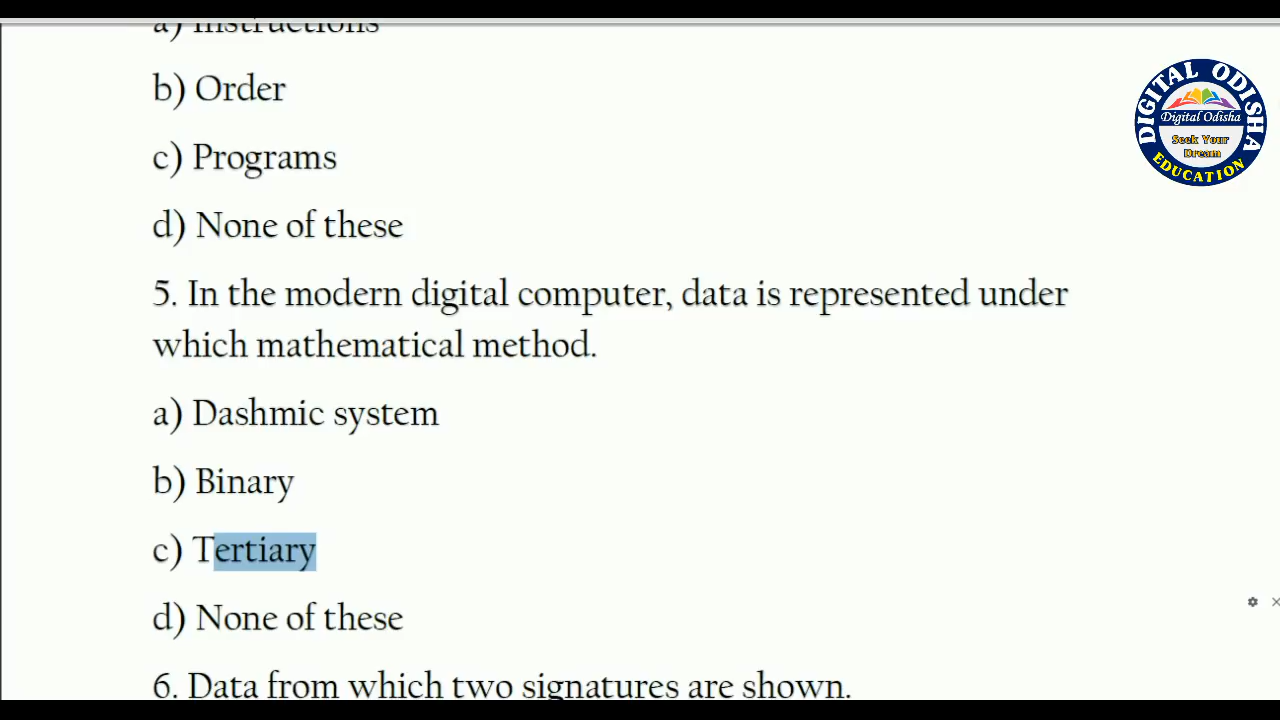 a) Instructions
b) Order
c) Programs
d) None of these
5. In the modern digital computer, data is represented under
which mathematical method.
a) Dashmic system
b) Binary
c) Tertiary
d) None of these
6. Data from which two signatures are shown.
DIGITAL ODISHA
Digital Odisha
Seek Your
Dream
EDUCATION